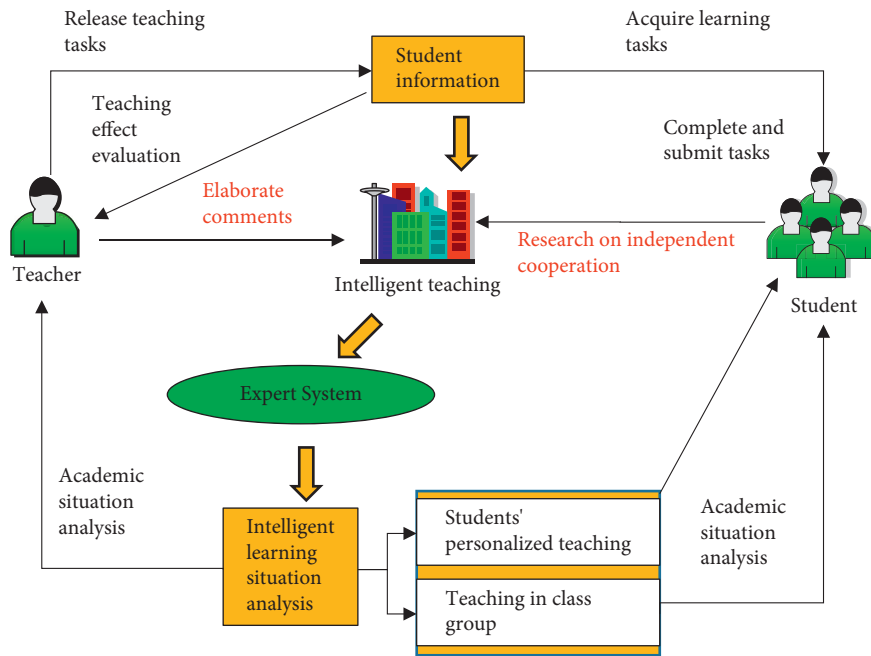 Release teaching
tasks
Student
information
Acquire learning
tasks
Teaching
effect
evaluation
Complete and
submit tasks
Elaborate
comments
Research on independent
cooperation
Teacher
Intelligent teaching
Student
Expert System
Academic
situation
analysis
Intelligent
learning
situation
analysis
Students'
personalized teaching
Teaching in class
group
Academic
situation
analysis